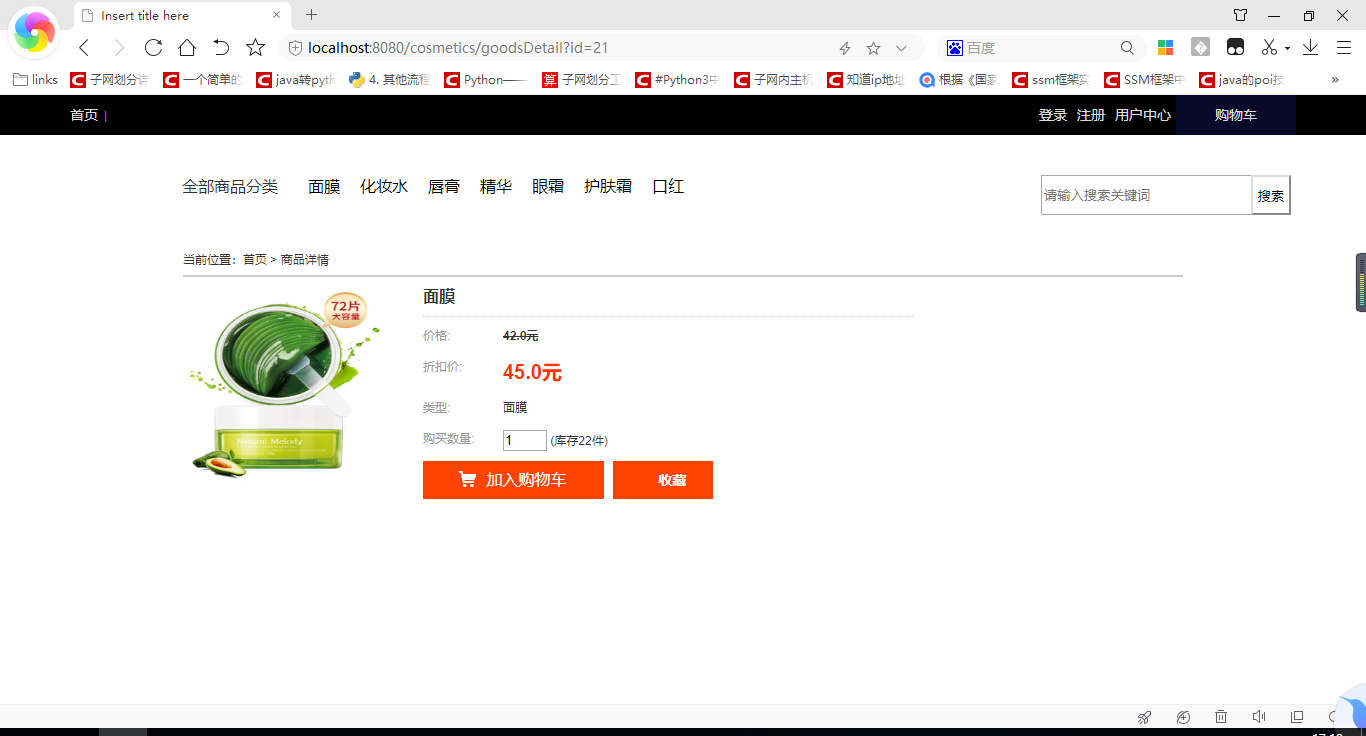 Insert title here
localhost:8080/cosmetics/goodsDetail?id=21
百度
links 子网划分详 一个简单的 java转pyth 4. 其他流程 Python—— 子网划分工 #Python3中 子网内主机 知道ip地址 根据《国家 ssm框架实 SSM框架中 java的poi技 »
首页 | 登录 注册 用户中心 购物车
全部商品分类 面膜 化妆水 唇膏 精华 眼霜 护肤霜 口红 请输入搜索关键词 搜索
当前位置：首页 > 商品详情
72片
大容量
Natural Melody
面膜
价格: 42.0元
折扣价: 45.0元
类型: 面膜
购买数量: 1 (库存22件)
加入购物车 收藏